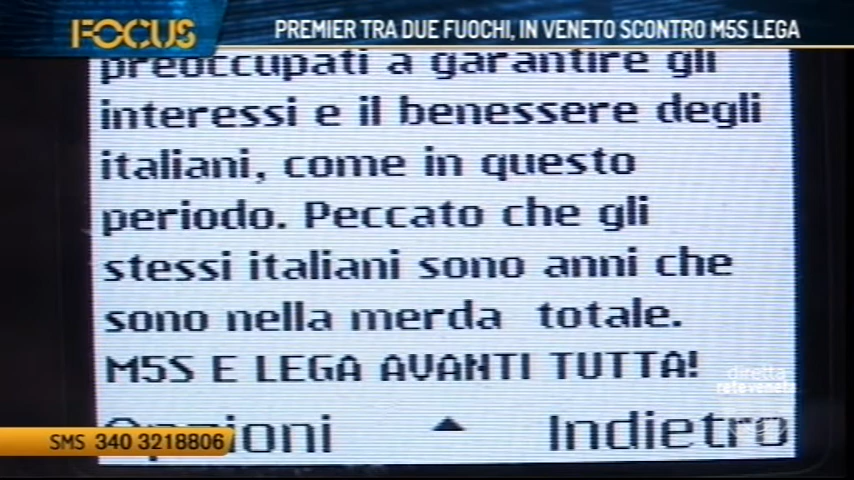 FOCUS
PREMIER TRA DUE FUOCHI, IN VENETO SCONTRO M5S LEGA
preoccupati a garantire gli
interessi e il benessere degli
italiani, come in questo
periodo. Peccato che gli
stessi italiani sono anni che
sono nella merda totale.
M5S E LEGA AVANTI TUTTA!
diretta
reteveneta
Opzioni Indietro
SMS 340 3218806